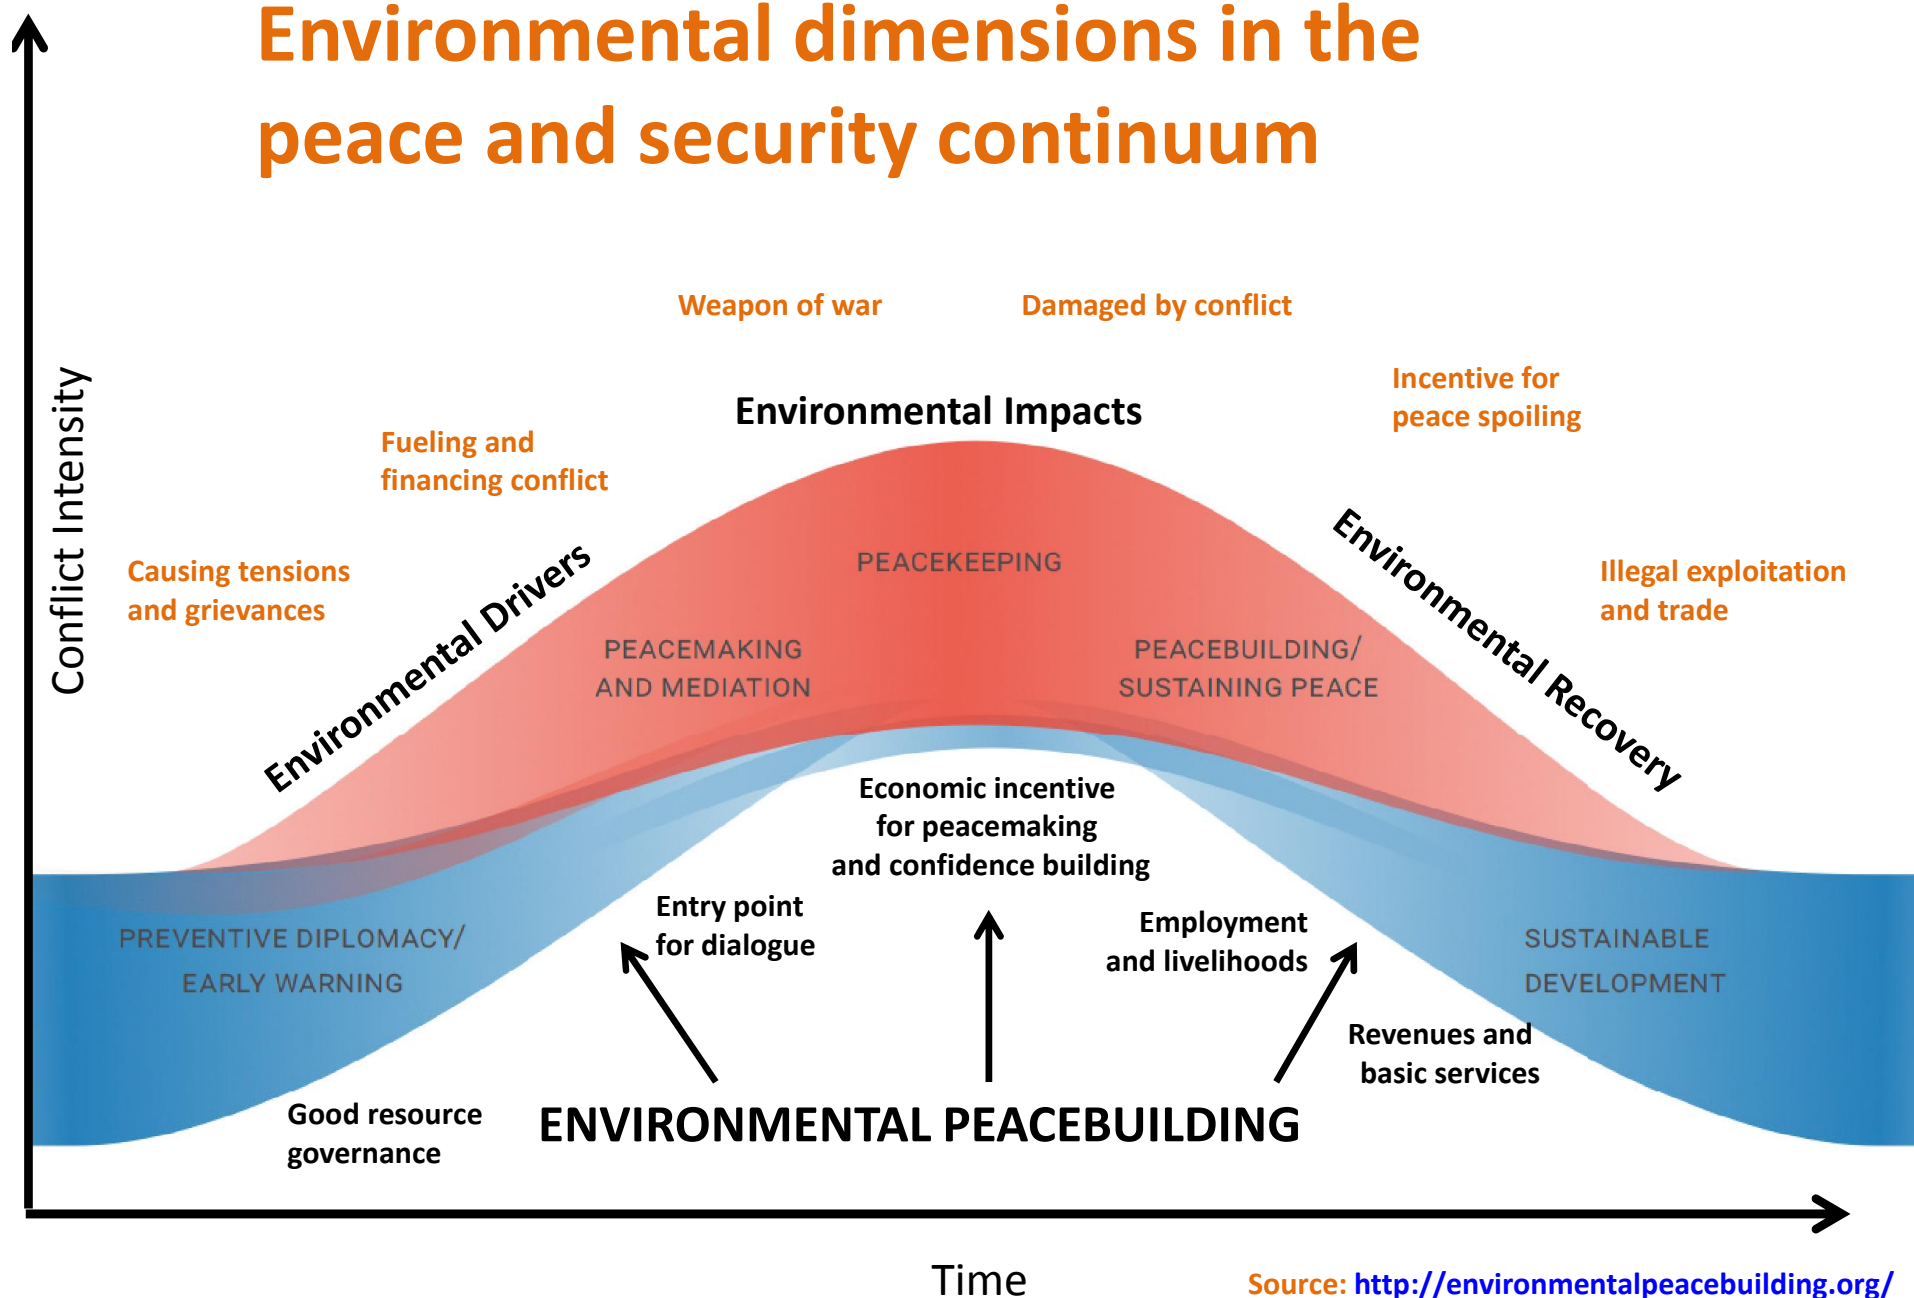 Environmental dimensions in the
peace and security continuum
Weapon of war
Damaged by conflict
Incentive for
peace spoiling
Environmental Impacts
Fueling and
financing conflict
Conflict Intensity
Causing tensions
and grievances
Environmental Drivers
PEACEKEEPING
Environmental Recovery
Illegal exploitation
and trade
PEACEMAKING
AND MEDIATION
PEACEBUILDING/
SUSTAINING PEACE
Economic incentive
for peacemaking
and confidence building
Entry point
for dialogue
Employment
and livelihoods
PREVENTIVE DIPLOMACY/
EARLY WARNING
SUSTAINABLE
DEVELOPMENT
Revenues and
basic services
Good resource
governance
ENVIRONMENTAL PEACEBUILDING
Time
Source: http://environmentalpeacebuilding.org/